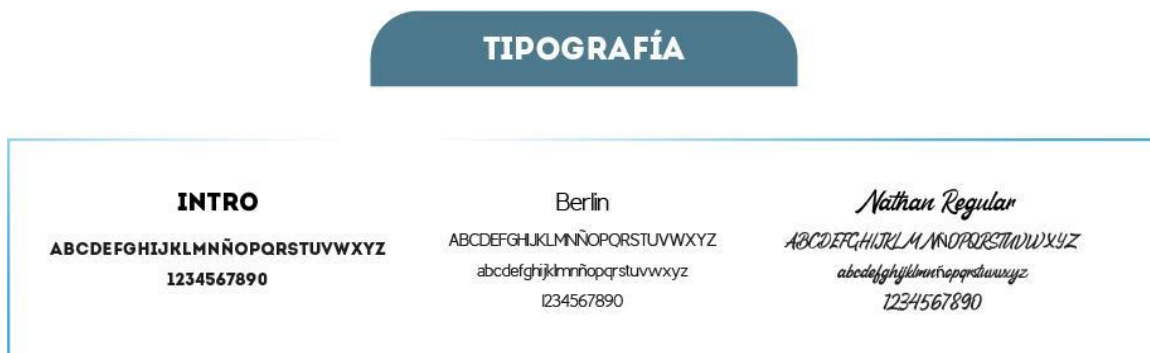 TIPOGRAFÍA
INTRO
ABCDEFGHIJKLMNÑOPQRSTUVWXYZ
1234567890
Berlin
ABCDEFGHIJKLMNÑOPQRSTUVWXYZ
abcdefghijklmnñopqrstuvwxyz
1234567890
Nathan Regular
ABCDEFGHIJKLMNÑOPQRSTUVWXYZ
abcdefghijklmnñopqrstuvwxyz
1234567890